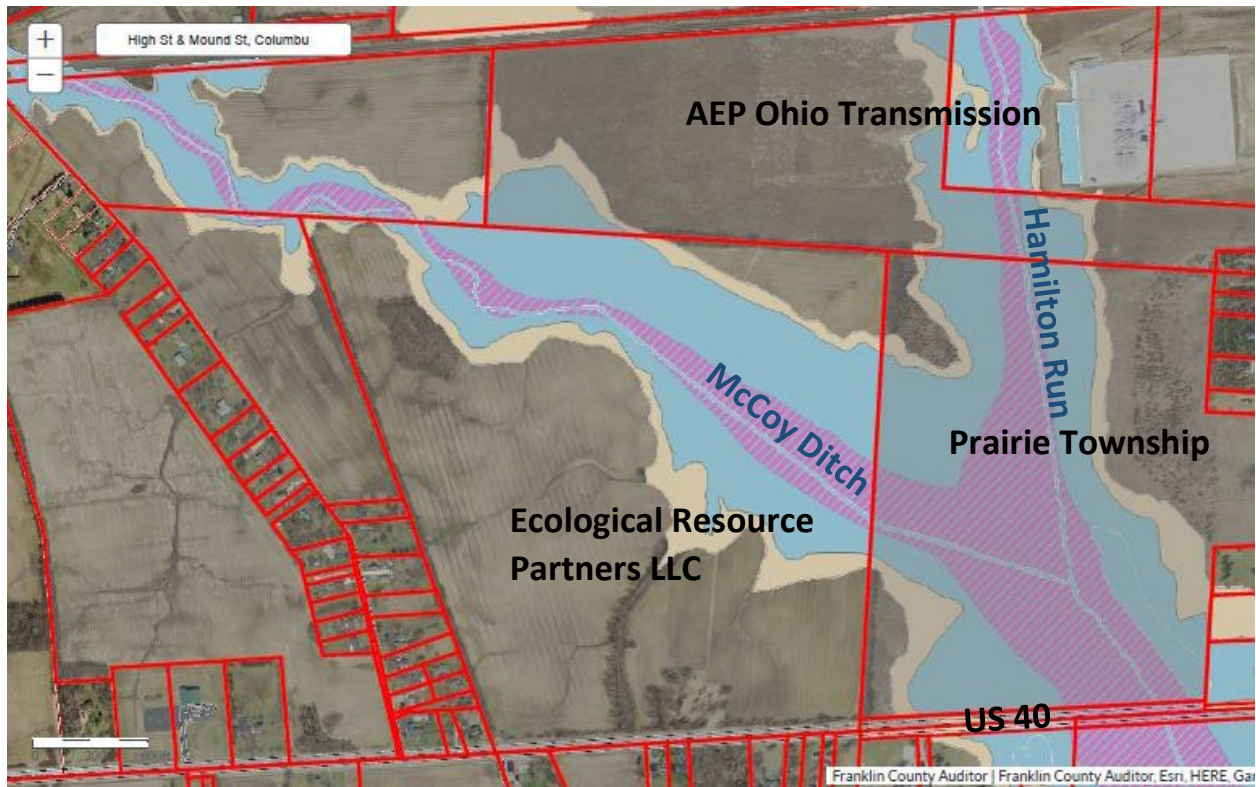 +
High St & Mound St, Columbu
−
AEP Ohio Transmission
Hamilton Run
McCoy Ditch
Prairie Township
Ecological Resource
Partners LLC
US 40
Franklin County Auditor | Franklin County Auditor, Esri, HERE, Gar